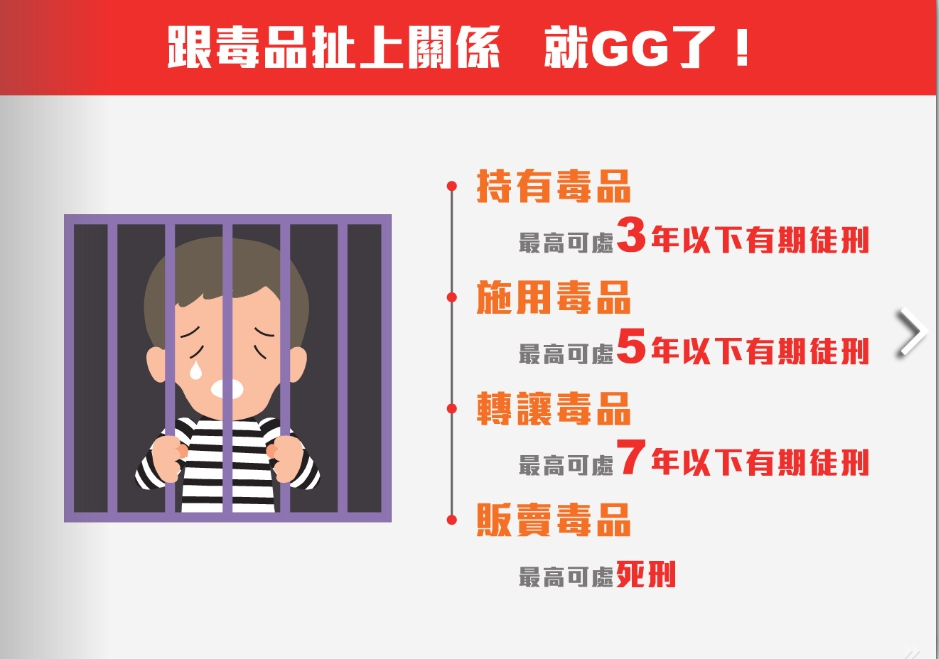 跟毒品扯上關係 就GG了！
持有毒品
最高可處3年以下有期徒刑
施用毒品
最高可處5年以下有期徒刑
轉讓毒品
最高可處7年以下有期徒刑
販賣毒品
最高可處死刑